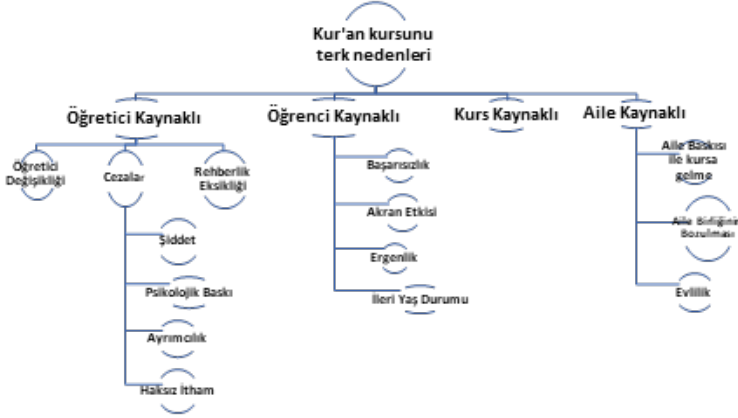 Kur'an kursunu
terk nedenleri
Öğretici Kaynaklı
Öğrenci Kaynaklı
Kurs Kaynaklı
Aile Kaynaklı
Öğretici
Değişikliği
Cezalar
Rehberlik
Eksikliği
Şiddet
Psikolojik Baskı
Ayrımcılık
Haksız İtham
Başarısızlık
Akran Etkisi
Ergenlik
İleri Yaş Durumu
Aile Baskısı
ile kursa
gelme
Aile Birliğinin
Bozulması
Evlilik